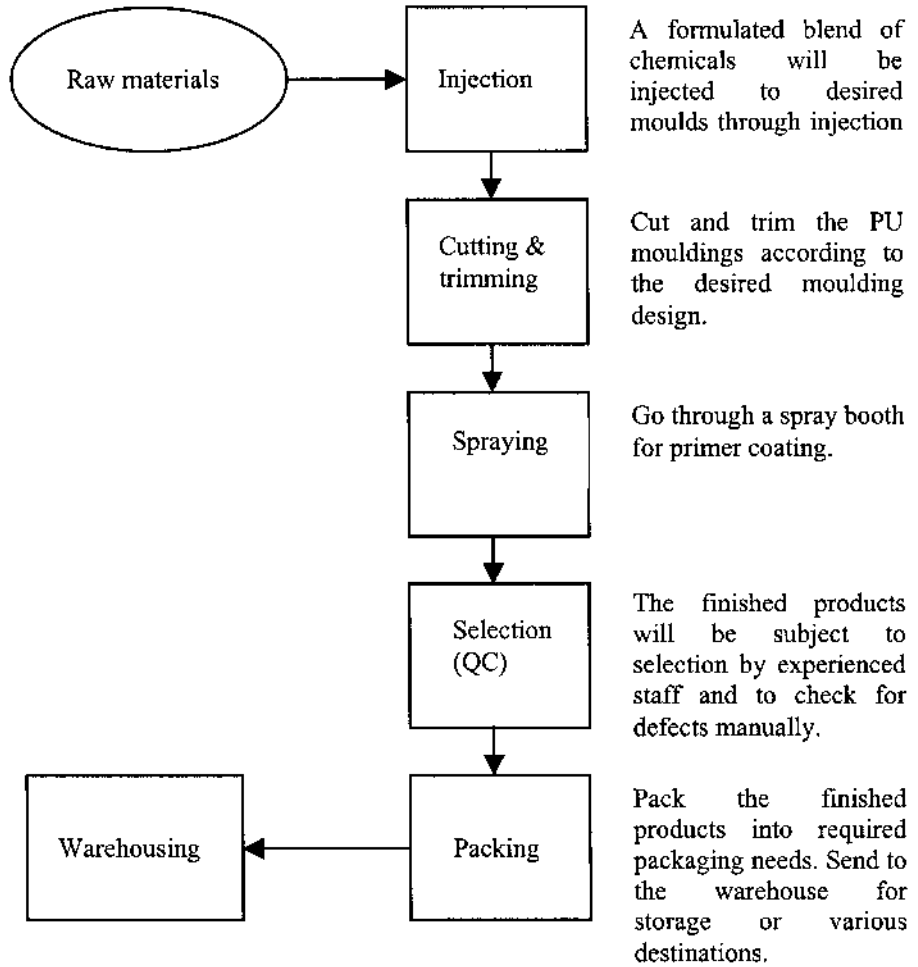 Raw materials
Injection
A formulated blend of
chemicals will be
injected to desired
moulds through injection
Cutting &
trimming
Cut and trim the PU
mouldings according to
the desired moulding
design.
Spraying
Go through a spray booth
for primer coating.
Selection
(QC)
The finished products
will be subject to
selection by experienced
staff and to check for
defects manually.
Warehousing
Packing
Pack the finished
products into required
packaging needs. Send to
the warehouse for
storage or various
destinations.